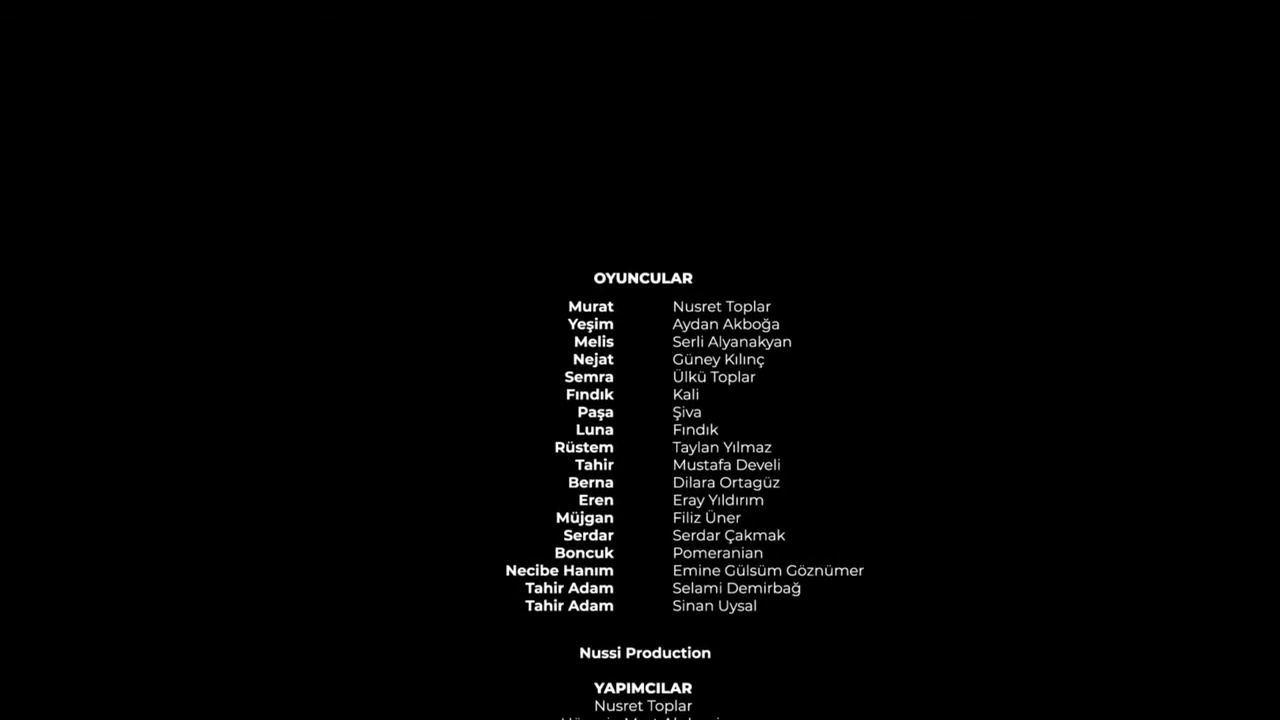 OYUNCULAR
Murat Nusret Toplar
Yeşim Aydan Akboğa
Melis Serli Alyanakyan
Nejat Güney Kılınç
Semra Ülkü Toplar
Fındık Kali
Paşa Şiva
Luna Fındık
Rüstem Taylan Yılmaz
Tahir Mustafa Develi
Berna Dilara Ortagüz
Eren Eray Yıldırım
Müjgan Filiz Üner
Serdar Serdar Çakmak
Boncuk Pomeranian
Necibe Hanım Emine Gülsüm Göznümer
Tahir Adam Selami Demirbağ
Tahir Adam Sinan Uysal
Nussi Production
YAPIMCILAR
Nusret Toplar